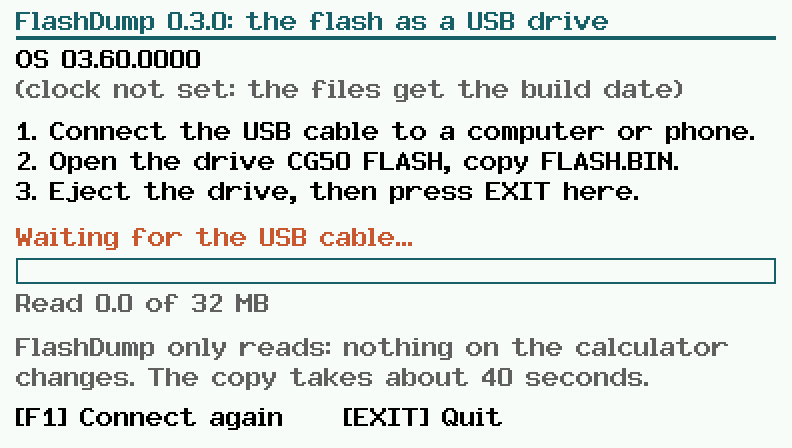 FlashDump 0.3.0: the flash as a USB drive
OS 03.60.0000
(clock not set: the files get the build date)
1. Connect the USB cable to a computer or phone.
2. Open the drive CG50 FLASH, copy FLASH.BIN.
3. Eject the drive, then press EXIT here.
Waiting for the USB cable...
Read 0.0 of 32 MB
FlashDump only reads: nothing on the calculator
changes. The copy takes about 40 seconds.
[F1] Connect again [EXIT] Quit